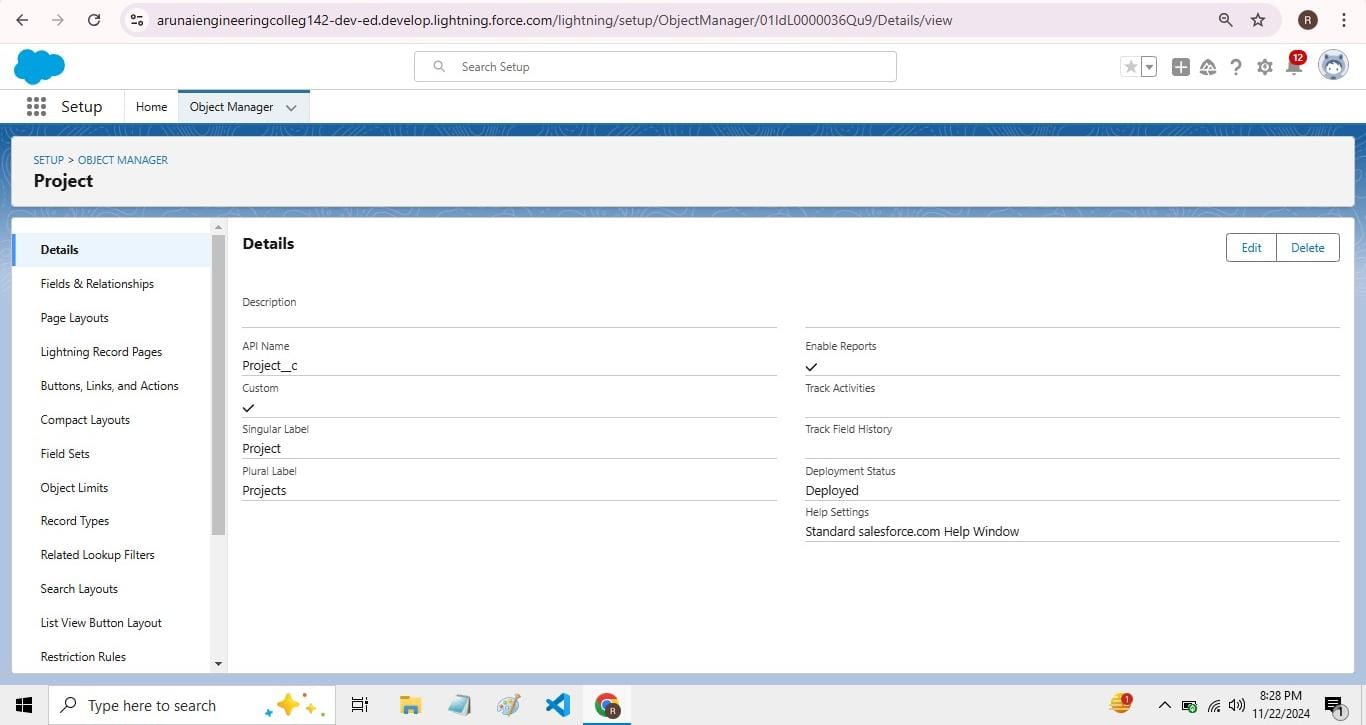 arunaiengineeringcolleg142-dev-ed.develop.lightning.force.com/lightning/setup/ObjectManager/01IdL0000036Qu9/Details/view
R
Search Setup
12
Setup
Home
Object Manager
SETUP > OBJECT MANAGER
Project
Details
Fields & Relationships
Page Layouts
Lightning Record Pages
Buttons, Links, and Actions
Compact Layouts
Field Sets
Object Limits
Record Types
Related Lookup Filters
Search Layouts
List View Button Layout
Restriction Rules
Details
Edit
Delete
Description
API Name
Project__c
Custom
Singular Label
Project
Plural Label
Projects
Enable Reports
Track Activities
Track Field History
Deployment Status
Deployed
Help Settings
Standard salesforce.com Help Window
Type here to search
R
1
8:28 PM
11/22/2024
1